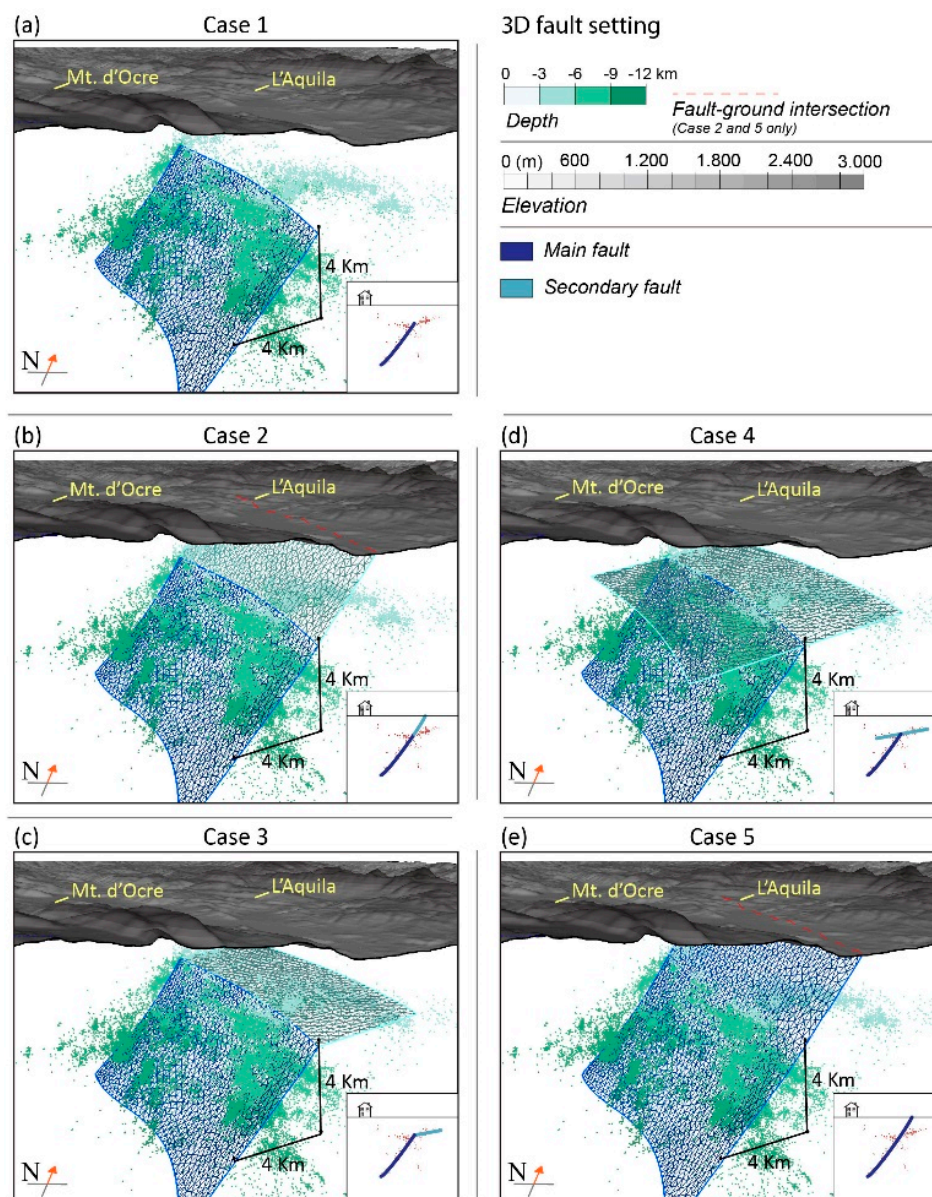 (a) Case 1
Mt. d'Ocre
L'Aquila
4 Km
4 Km
N
3D fault setting
0 -3 -6 -9 -12 km
Depth
Fault-ground intersection
(Case 2 and 5 only)
0 (m) 600 1.200 1.800 2.400 3.000
Elevation
Main fault
Secondary fault
(b) Case 2
Mt. d'Ocre
L'Aquila
4 Km
4 Km
N
(d) Case 4
Mt. d'Ocre
L'Aquila
4 Km
4 Km
N
(c) Case 3
Mt. d'Ocre
L'Aquila
4 Km
4 Km
N
(e) Case 5
Mt. d'Ocre
L'Aquila
4 Km
4 Km
N